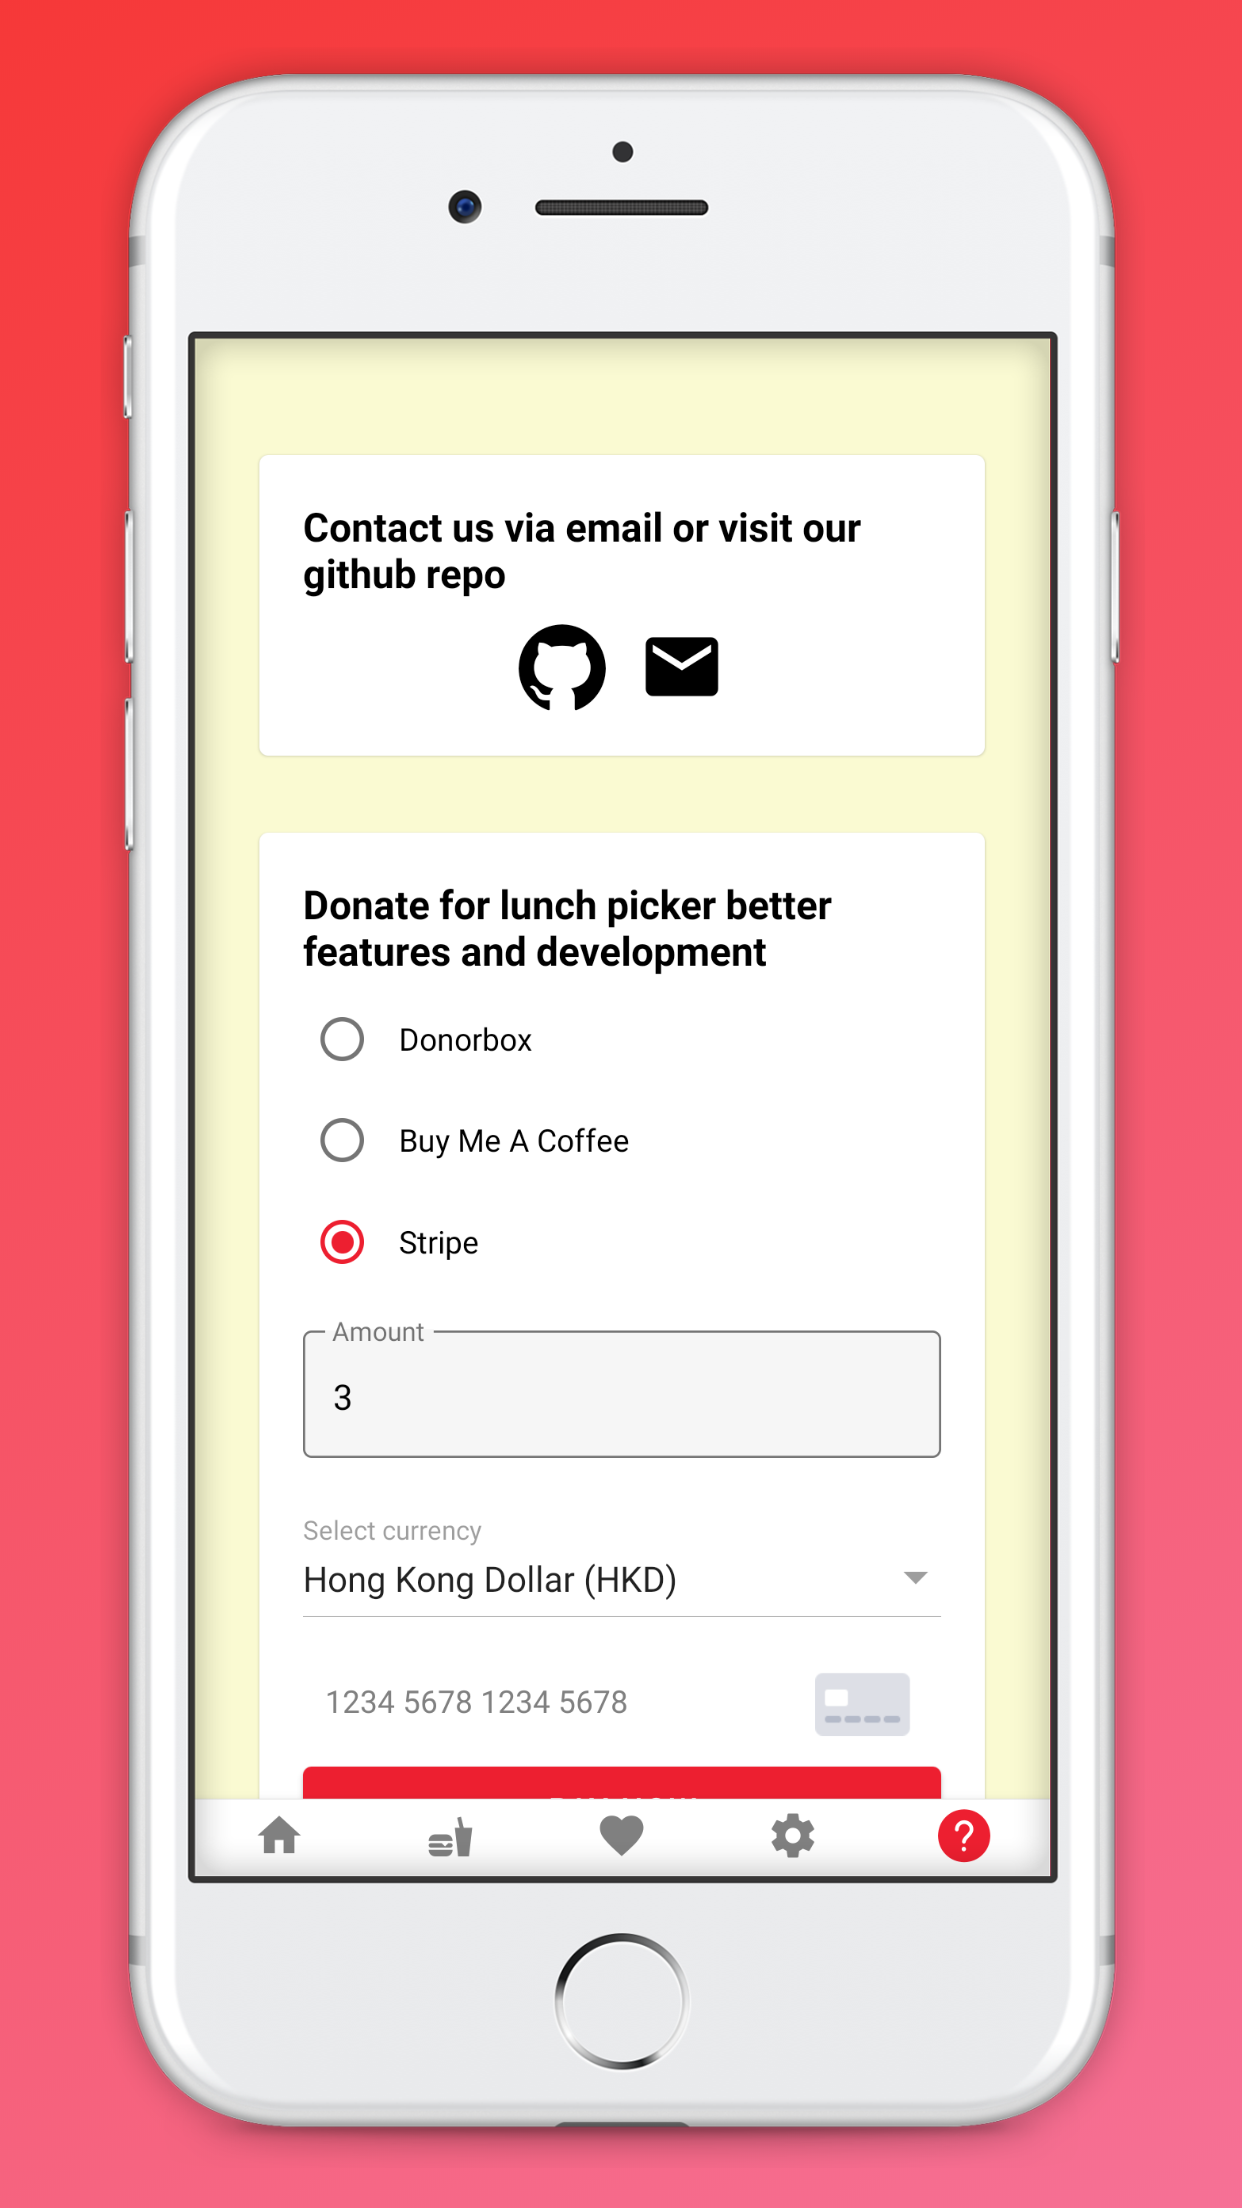 Contact us via email or visit our
github repo
Donate for lunch picker better
features and development
Donorbox
Buy Me A Coffee
Stripe
Amount
3
Select currency
Hong Kong Dollar (HKD)
1234 5678 1234 5678
?